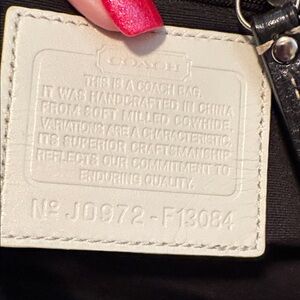 COACH
THIS IS A COACH BAG.
IT WAS HANDCRAFTED IN CHINA
FROM SOFT MILLED COWHIDE.
VARIATIONS ARE A CHARACTERISTIC.
ITS SUPERIOR CRAFTSMANSHIP
REFLECTS OUR COMMITMENT TO
ENDURING QUALITY.
Nº J0972-F13084